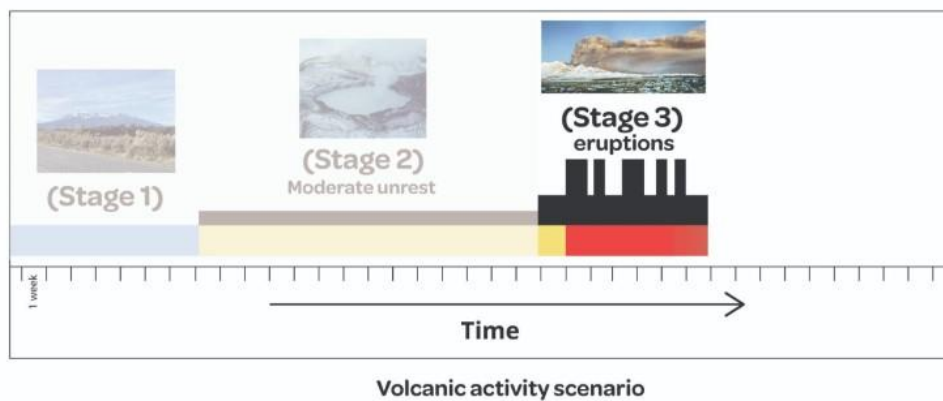 (Stage 1)
(Stage 2)
Moderate unrest
(Stage 3)
eruptions
1 week
Time
Volcanic activity scenario